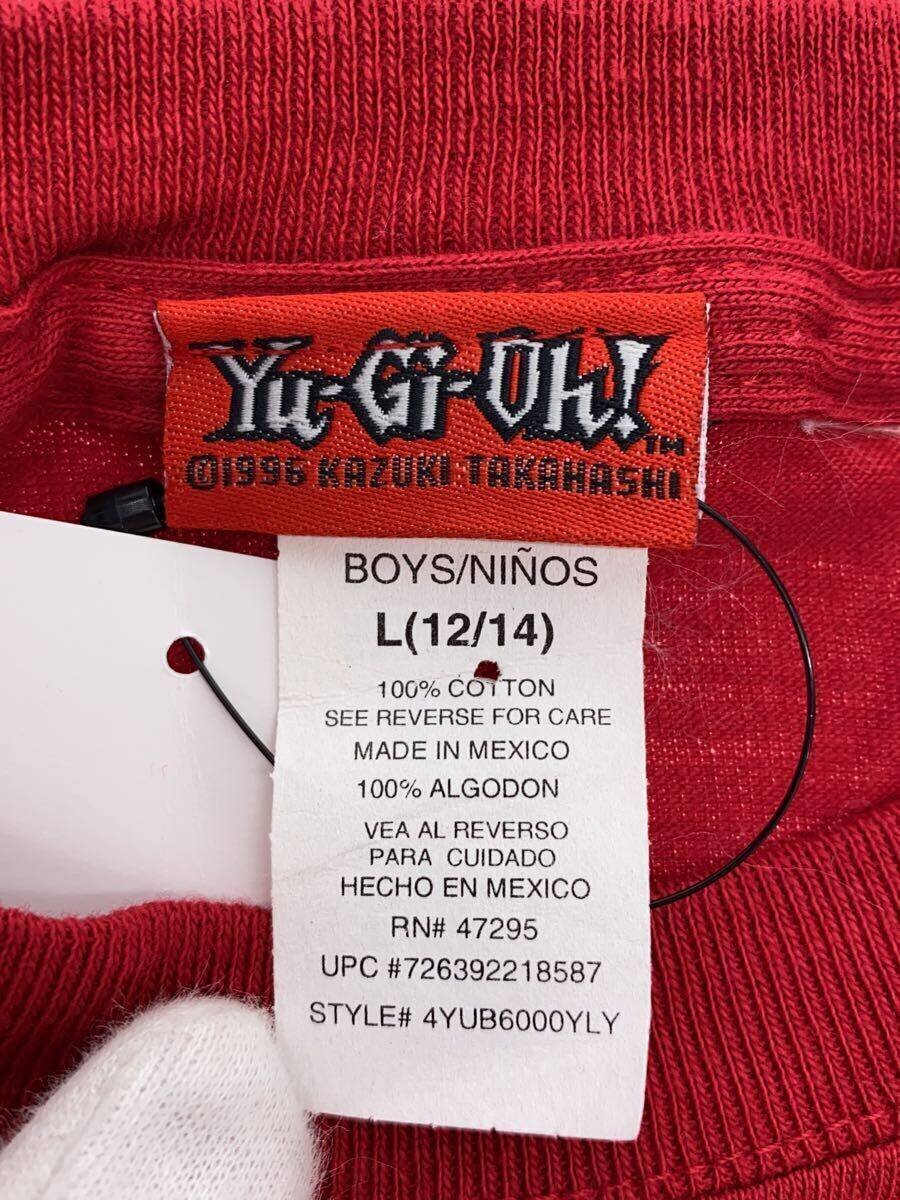 Yu-Gi-Oh!™
©1996 KAZUKI TAKAHASHI
BOYS/NIÑOS
L(12/14)
100% COTTON
SEE REVERSE FOR CARE
MADE IN MEXICO
100% ALGODON
VEA AL REVERSO
PARA CUIDADO
HECHO EN MEXICO
RN# 47295
UPC #726392218587
STYLE# 4YUB6000YLY